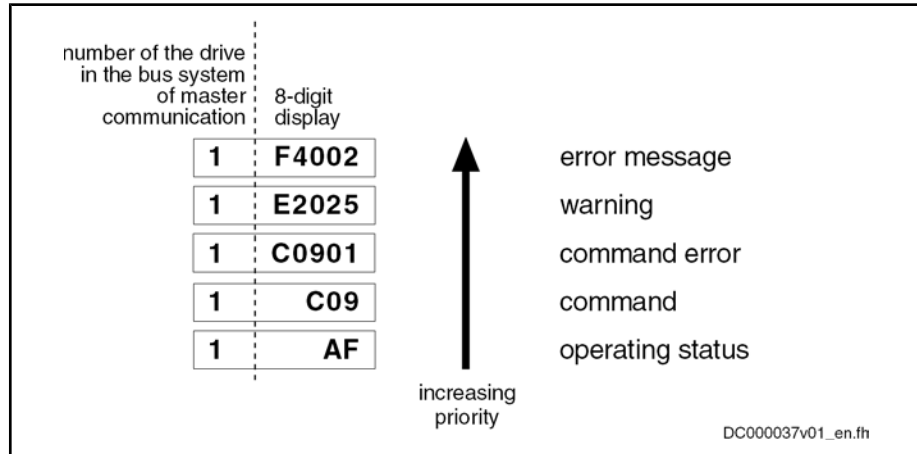 number of the drive
in the bus system
of master
communication
8-digit
display
1 F4002 error message
1 E2025 warning
1 C0901 command error
1 C09 command
1 AF operating status
increasing
priority
DC000037v01_en.fh